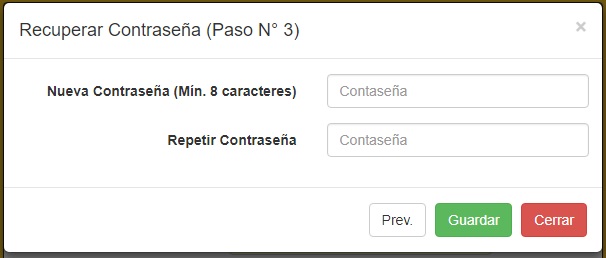 Recuperar Contraseña (Paso N° 3) ×
Nueva Contraseña (Mín. 8 caracteres) Contaseña
Repetir Contraseña Contaseña
Prev. Guardar Cerrar